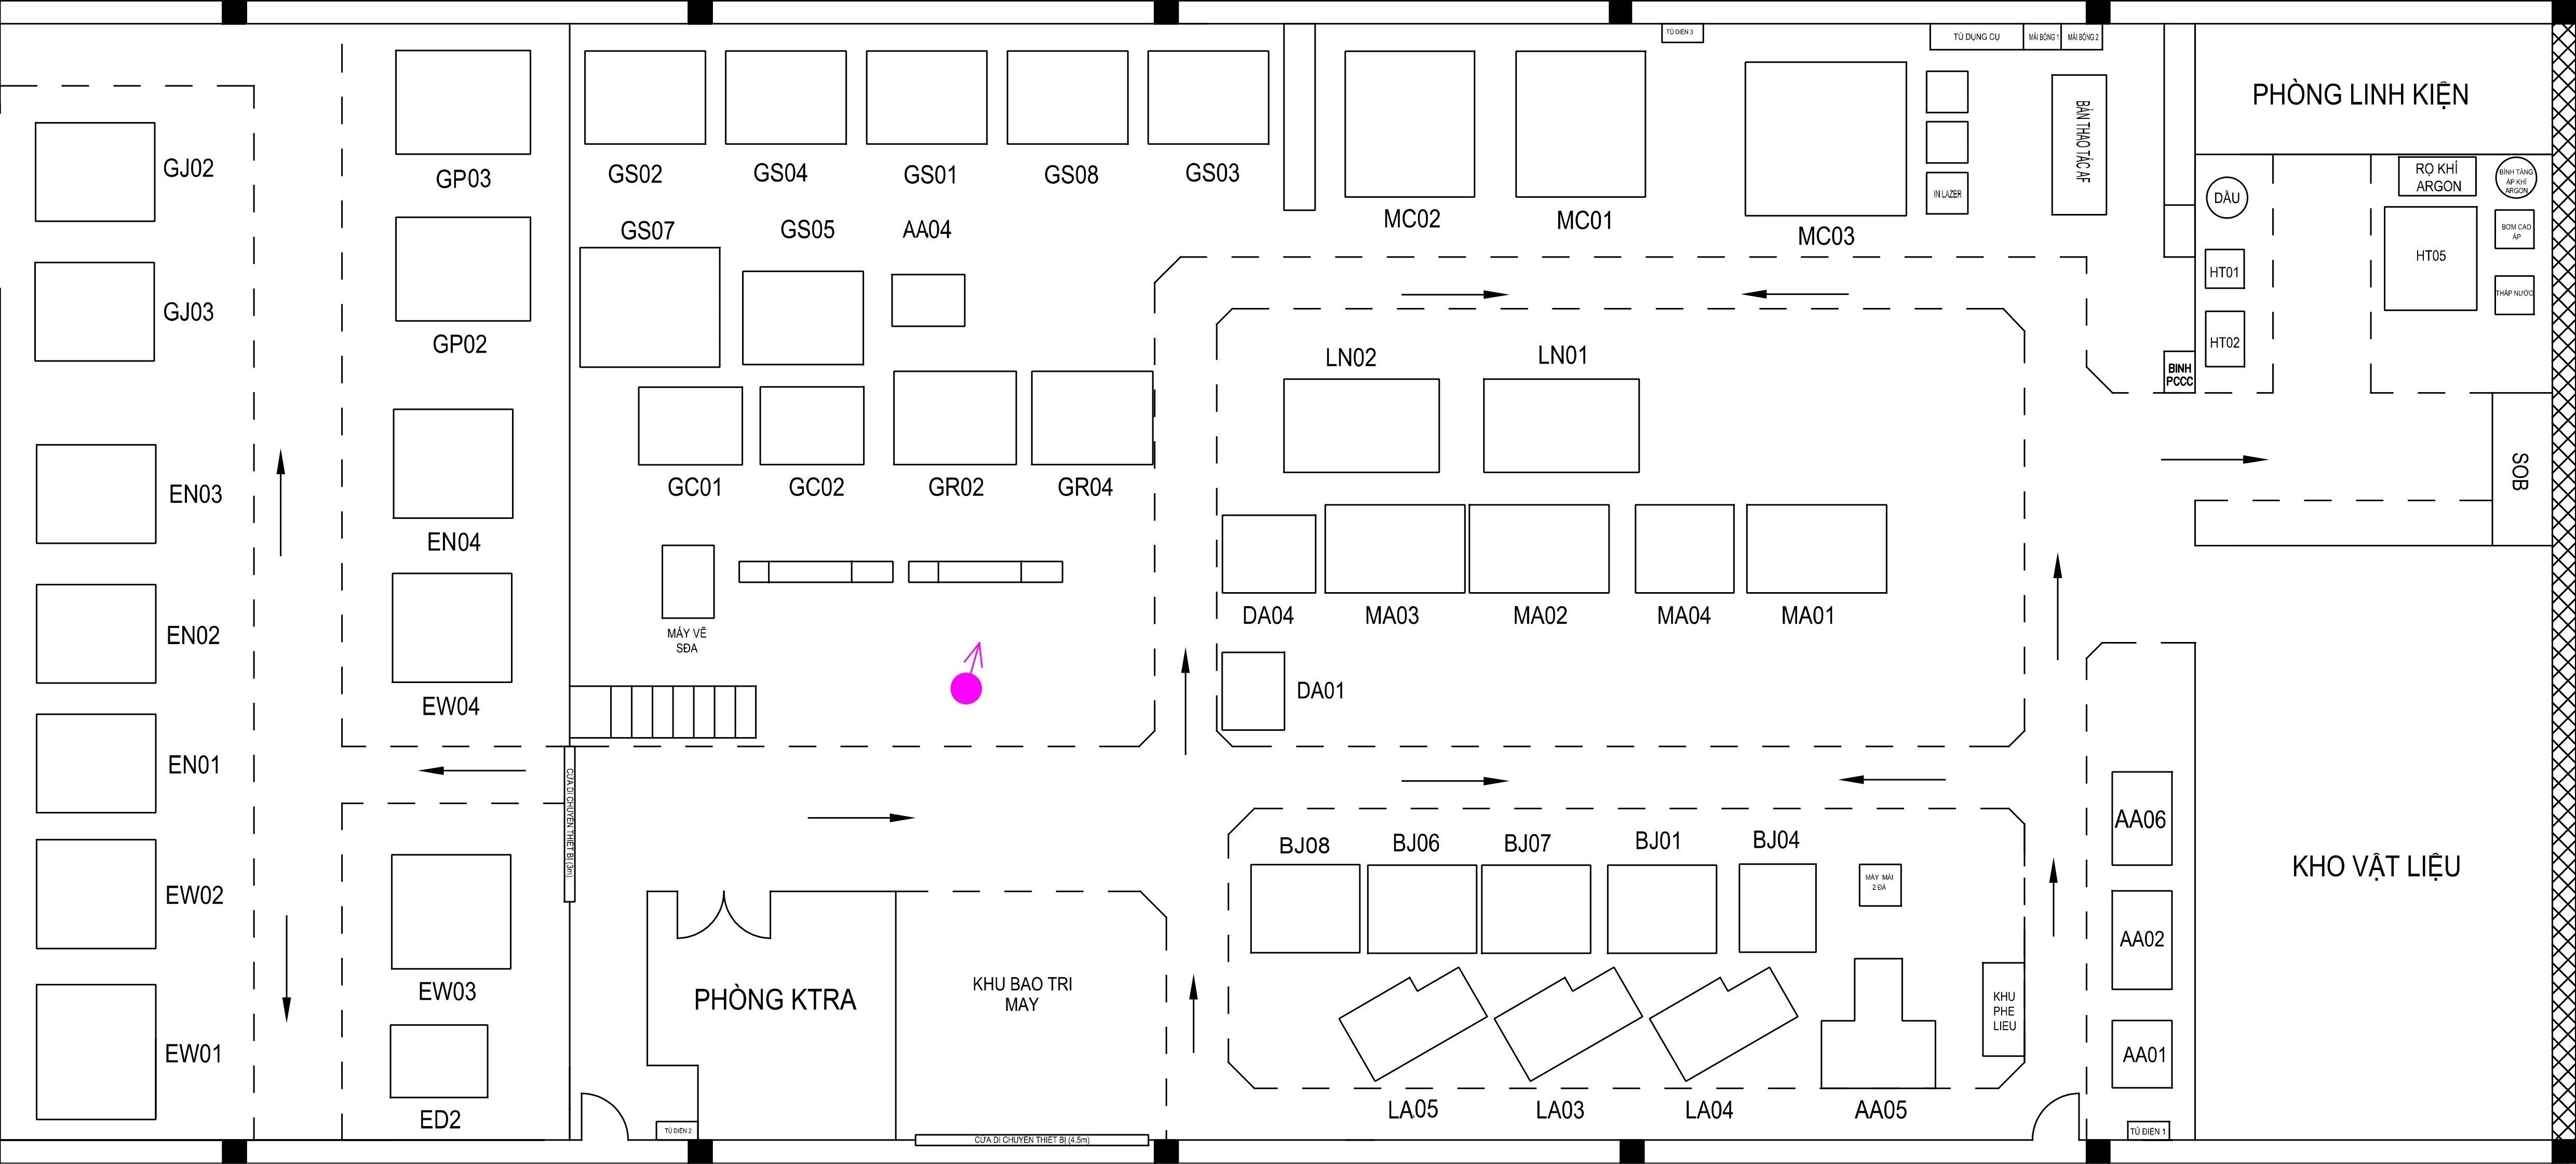 TỦ ĐIỆN 3
TỦ DỤNG CỤ
MÀI BÓNG 1
MÀI BÓNG 2
PHÒNG LINH KIỆN
BÀN THAO TÁC AF
IN LAZER
GJ02
GP03
GS02
GS04
GS01
GS08
GS03
MC02
MC01
MC03
RỌ KHÍ
ARGON
BÌNH TĂNG
ÁP KHÍ
ARGON
DẦU
BƠM CAO
ÁP
HT05
HT01
THÁP NƯỚC
HT02
BINH
PCCC
GS07
GS05
AA04
GJ03
GP02
LN02
LN01
GC01
GC02
GR02
GR04
SOB
EN03
EN04
EN02
MÁY VẼ
SĐA
DA04
MA03
MA02
MA04
MA01
EW04
DA01
EN01
CỬA DI CHUYỂN THIẾT BỊ (3m)
BJ08
BJ06
BJ07
BJ01
BJ04
MÁY MÀI
2 ĐÁ
AA06
KHO VẬT LIỆU
EW02
AA02
EW03
PHÒNG KTRA
KHU BAO TRI
MAY
KHU
PHE
LIEU
EW01
AA01
ED2
LA05
LA03
LA04
AA05
TỦ ĐIỆN 2
CỬA DI CHUYỂN THIẾT BỊ (4.5m)
TỦ ĐIỆN 1